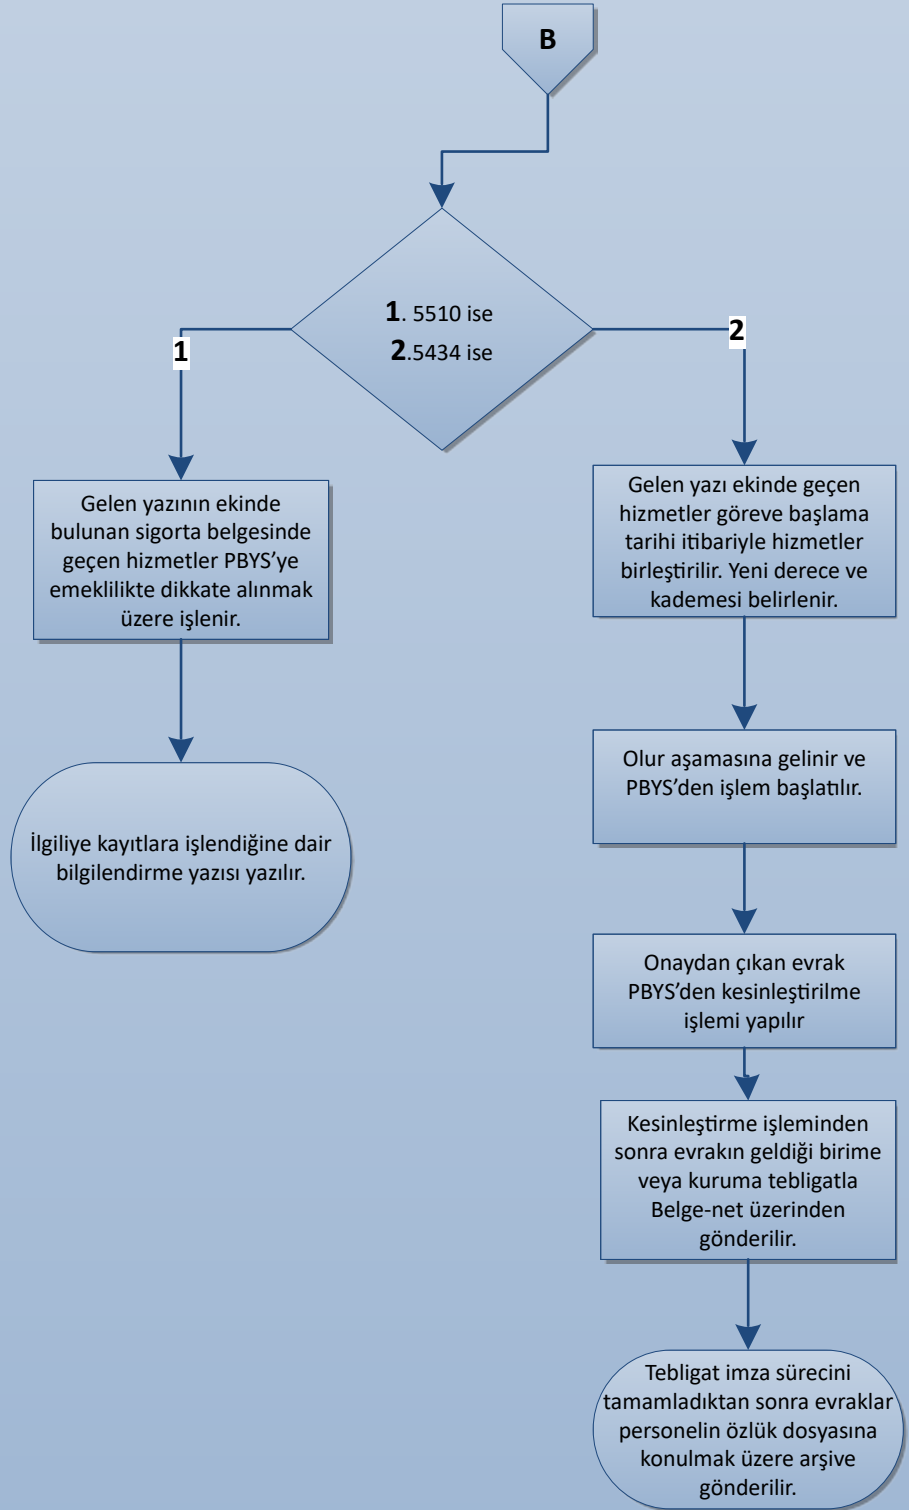 B
1. 5510 ise
2.5434 ise
1
2
Gelen yazının ekinde
bulunan sigorta belgesinde
geçen hizmetler PBYS’ye
emeklilikte dikkate alınmak
üzere işlenir.
İlgiliye kayıtlara işlendiğine dair
bilgilendirme yazısı yazılır.
Gelen yazı ekinde geçen
hizmetler göreve başlama
tarihi itibariyle hizmetler
birleştirilir. Yeni derece ve
kademesi belirlenir.
Olur aşamasına gelinir ve
PBYS’den işlem başlatılır.
Onaydan çıkan evrak
PBYS’den kesinleştirilme
işlemi yapılır
Kesinleştirme işleminden
sonra evrakın geldiği birime
veya kuruma tebligatla
Belge-net üzerinden
gönderilir.
Tebligat imza sürecini
tamamladıktan sonra evraklar
personelin özlük dosyasına
konulmak üzere arşive
gönderilir.